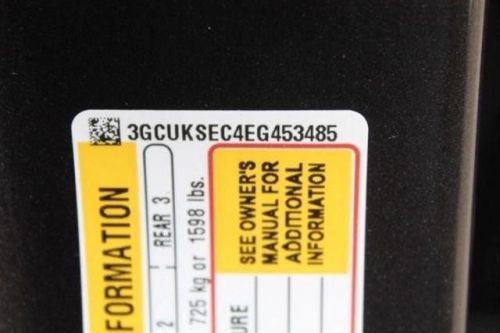 3GCUKSEC4EG453485
FORMATION
2 REAR 3
725 kg or 1598 lbs.
SEE OWNER'S
MANUAL FOR
ADDITIONAL
INFORMATION
URE